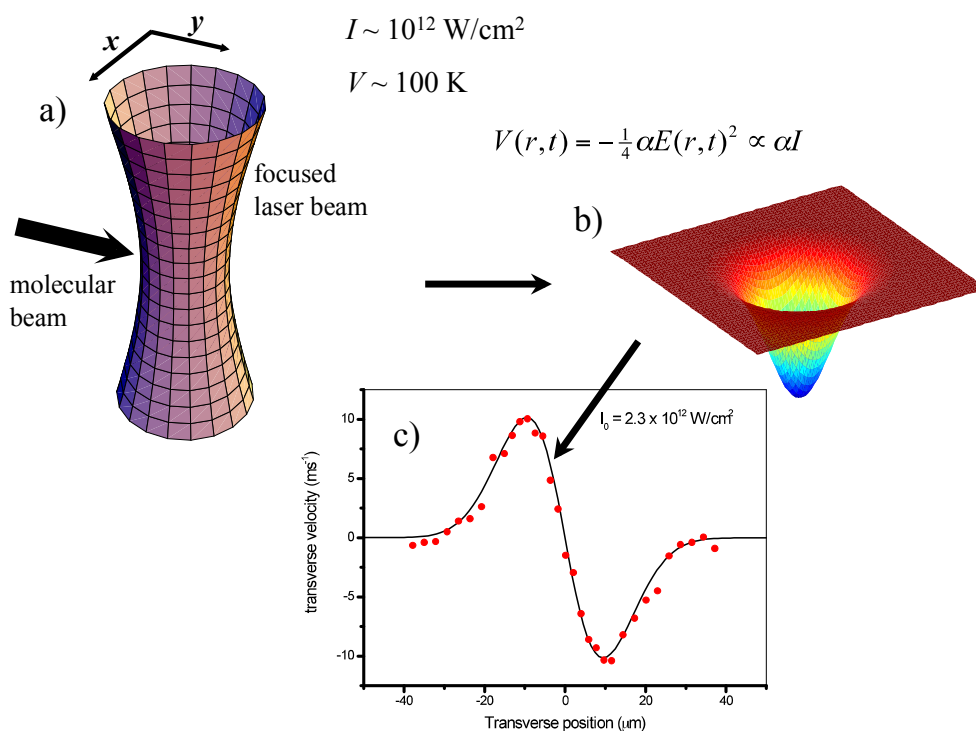 x y
I ~ 10¹² W/cm²
V ~ 100 K
a)
V(r,t) = −¼αE(r,t)² ∝ αI
focused
laser beam
b)
molecular
beam
c)
I₀ = 2.3 x 10¹² W/cm²
10
5
0
-5
-10
transverse velocity (ms⁻¹)
-40 -20 0 20 40
Transverse position (μm)